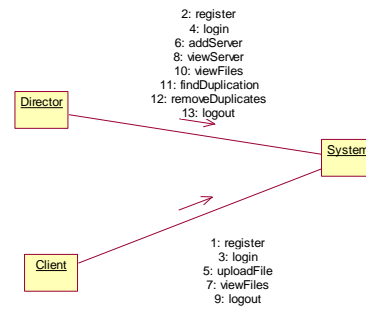 2: register
4: login
6: addServer
8: viewServer
10: viewFiles
11: findDuplication
12: removeDuplicates
13: logout
Director
System
Client
1: register
3: login
5: uploadFile
7: viewFiles
9: logout